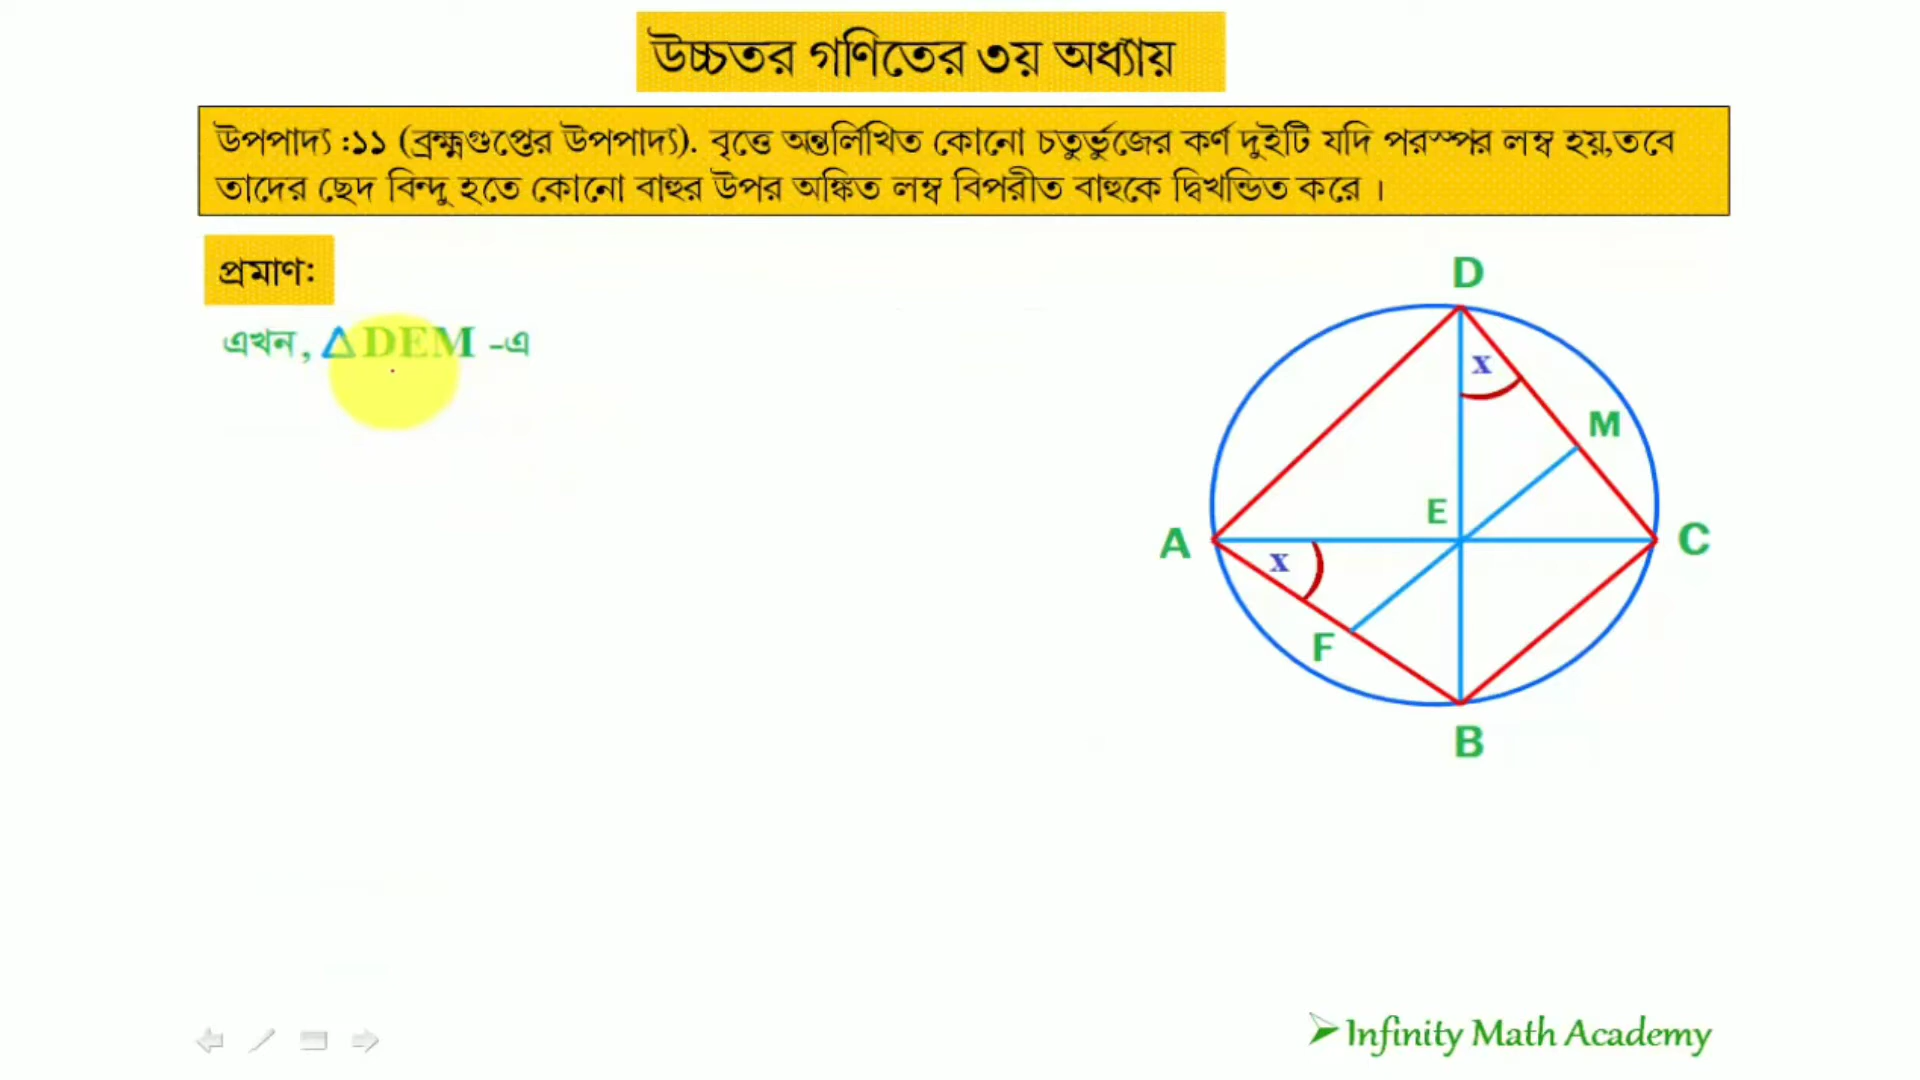 উচ্চতর গণিতের ৩য় অধ্যায়
উপপাদ্য :১১ (ব্রহ্মগুপ্তের উপপাদ্য). বৃত্তে অন্তর্লিখিত কোনো চতুর্ভুজের কর্ণ দুইটি যদি পরস্পর লম্ব হয়,তবে
তাদের ছেদ বিন্দু হতে কোনো বাহুর উপর অঙ্কিত লম্ব বিপরীত বাহুকে দ্বিখন্ডিত করে ।
প্রমাণ:
এখন, Δ DEM -এ
D
x
M
E
A
C
x
F
B
Infinity Math Academy